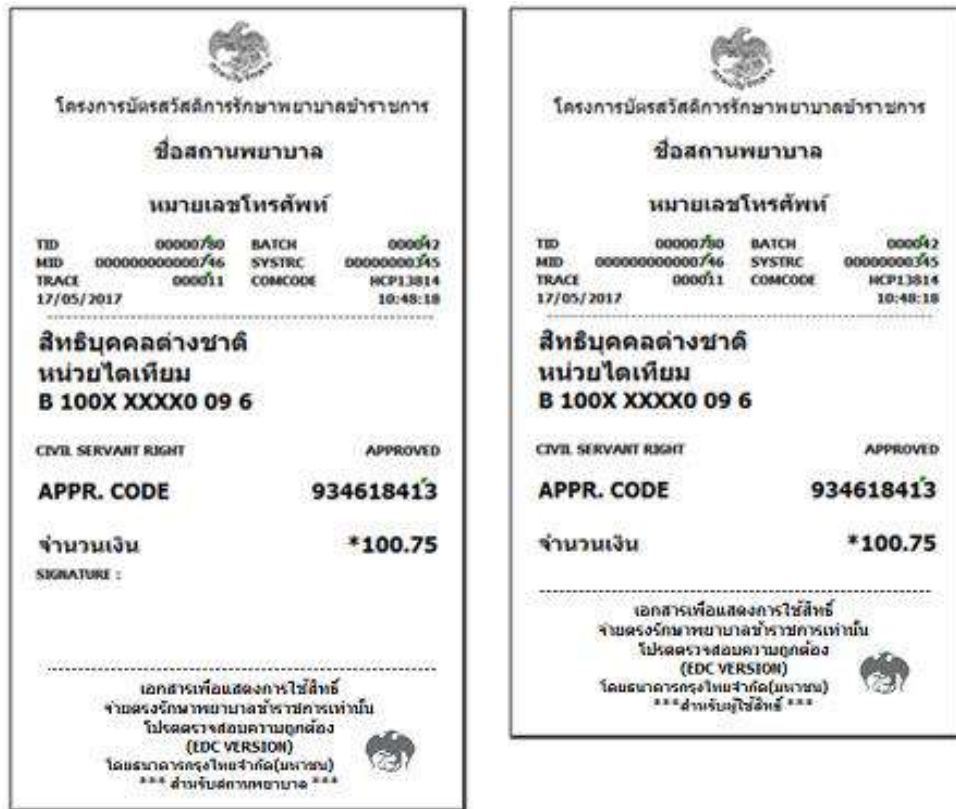 โครงการบัตรสวัสดิการรักษาพยาบาลข้าราชการ
ชื่อสถานพยาบาล
หมายเลขโทรศัพท์
TID 00000780 BATCH 000042
MID 000000000000746 SYSTRC 00000000345
TRACE 000011 COMCODE HCP13814
17/05/2017 10:48:18
สิทธิบุคคลต่างชาติ
หน่วยไตเทียม
B 100X XXXX0 09 6
CIVIL SERVANT RIGHT APPROVED
APPR. CODE 934618413
จำนวนเงิน *100.75
SIGNATURE :
เอกสารเพื่อแสดงการใช้สิทธิ์
จ่ายตรงรักษาพยาบาลข้าราชการเท่านั้น
โปรดตรวจสอบความถูกต้อง
(EDC VERSION)
โดยธนาคารกรุงไทยจำกัด(มหาชน)
*** สำหรับสถานพยาบาล ***
โครงการบัตรสวัสดิการรักษาพยาบาลข้าราชการ
ชื่อสถานพยาบาล
หมายเลขโทรศัพท์
TID 00000780 BATCH 000042
MID 000000000000746 SYSTRC 00000000345
TRACE 000011 COMCODE HCP13814
17/05/2017 10:48:18
สิทธิบุคคลต่างชาติ
หน่วยไตเทียม
B 100X XXXX0 09 6
CIVIL SERVANT RIGHT APPROVED
APPR. CODE 934618413
จำนวนเงิน *100.75
เอกสารเพื่อแสดงการใช้สิทธิ์
จ่ายตรงรักษาพยาบาลข้าราชการเท่านั้น
โปรดตรวจสอบความถูกต้อง
(EDC VERSION)
โดยธนาคารกรุงไทยจำกัด(มหาชน)
***สำหรับผู้ใช้สิทธิ์ ***